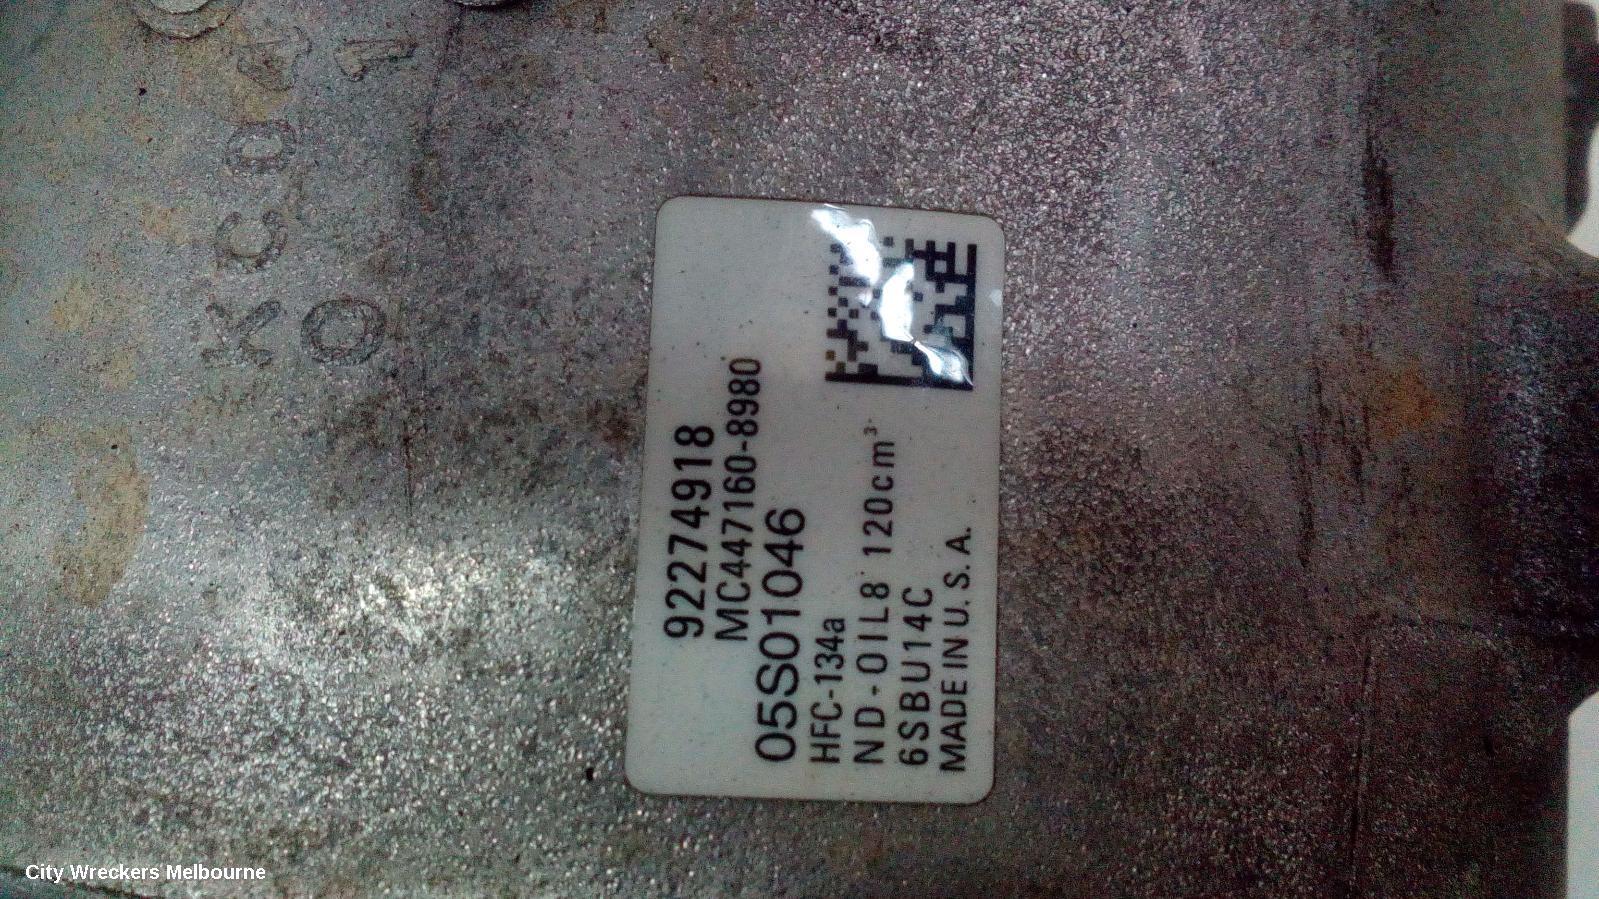 92274918
MC447160-8980
05S01046
HFC-134a
ND-OIL8 120cm³
6SBU14C
MADE IN U.S.A.
City Wreckers Melbourne